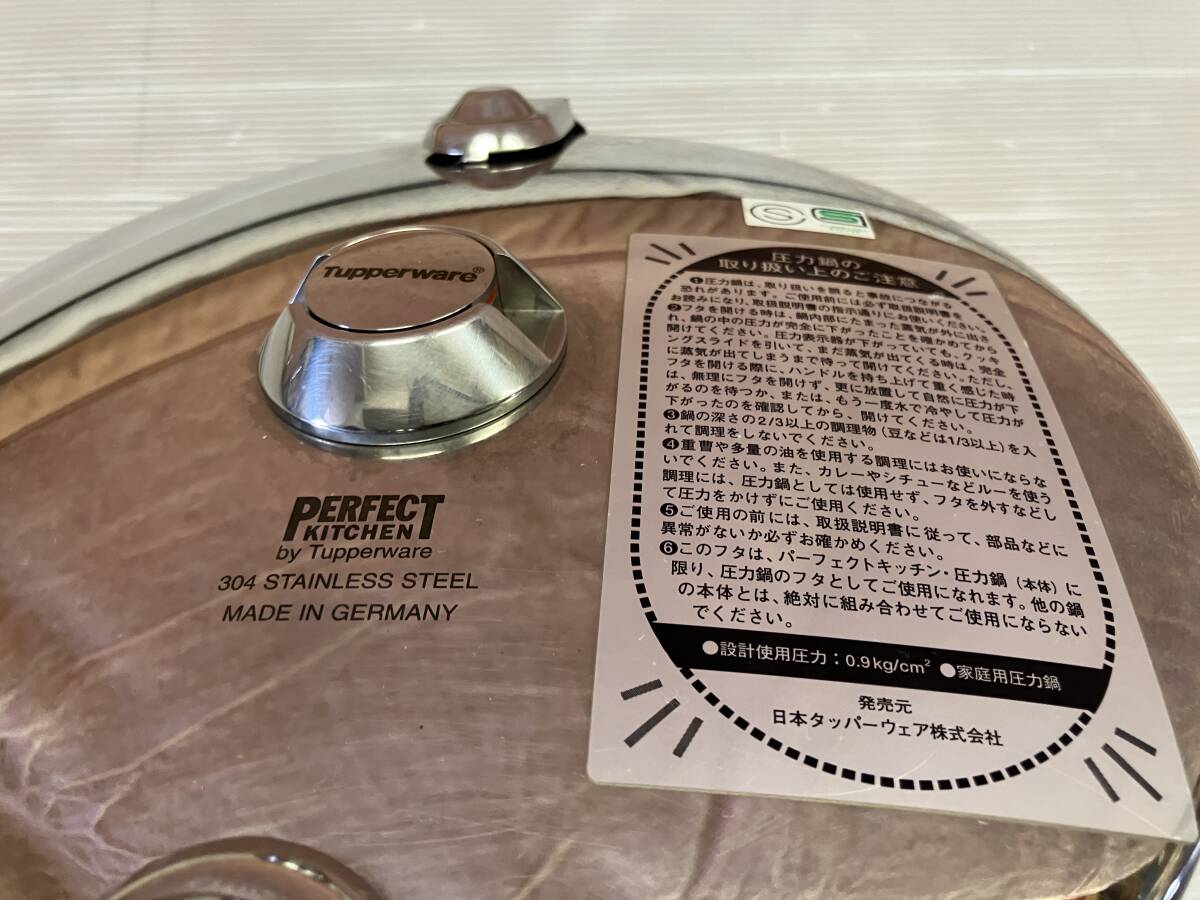 Tupperware®
PERFECT
KITCHEN
by Tupperware
304 STAINLESS STEEL
MADE IN GERMANY
S
圧力鍋の
取り扱い上のご注意
❶圧力鍋は、取り扱いを誤ると事故につながる
恐れがあります。ご使用前には必ず取扱説明書を
お読みになり、取扱説明書の指示通りにお使いください。
❷フタを開ける時は、鍋内部にたまった蒸気が外に出さ
れ、鍋の中の圧力が完全に下がったことを確かめてから
開けてください。圧力表示器が下がっていても、クッキ
ングスライドを引いて、まだ蒸気が出てくる時は、完全
に蒸気が出てしまうまで待って開けてください。ただし、
フタを開ける際に、ハンドルを持ち上げて重く感じた時
は、無理にフタを開けず、更に放置して自然に圧力が下
がるのを待つか、または、もう一度水で冷やして圧力が
下がったのを確認してから、開けてください。
❸鍋の深さの2/3以上の調理物（豆などは1/3以上）を入
れて調理をしないでください。
❹重曹や多量の油を使用する調理にはお使いにならな
いでください。また、カレーやシチューなどルーを使う
調理には、圧力鍋としては使用せず、フタを外すなどし
て圧力をかけずにご使用ください。
❺ご使用の前には、取扱説明書に従って、部品などに
異常がないか必ずお確かめください。
❻このフタは、パーフェクトキッチン・圧力鍋（本体）に
限り、圧力鍋のフタとしてご使用になれます。他の鍋
の本体とは、絶対に組み合わせてご使用にならない
でください。
●設計使用圧力：0.9kg/cm² ●家庭用圧力鍋
発売元
日本タッパーウェア株式会社